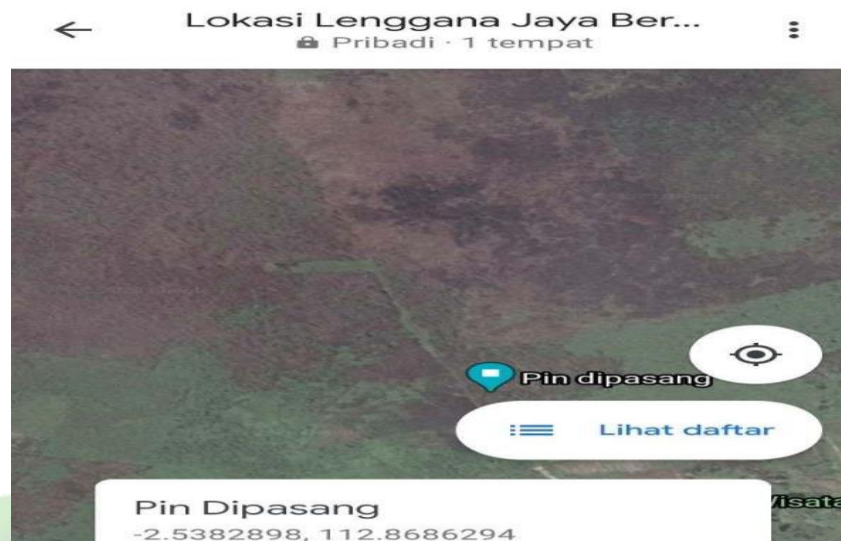 Lokasi Lenggana Jaya Ber...
Pribadi · 1 tempat
Pin dipasang
Lihat daftar
Pin Dipasang
-2.5382898, 112.8686294